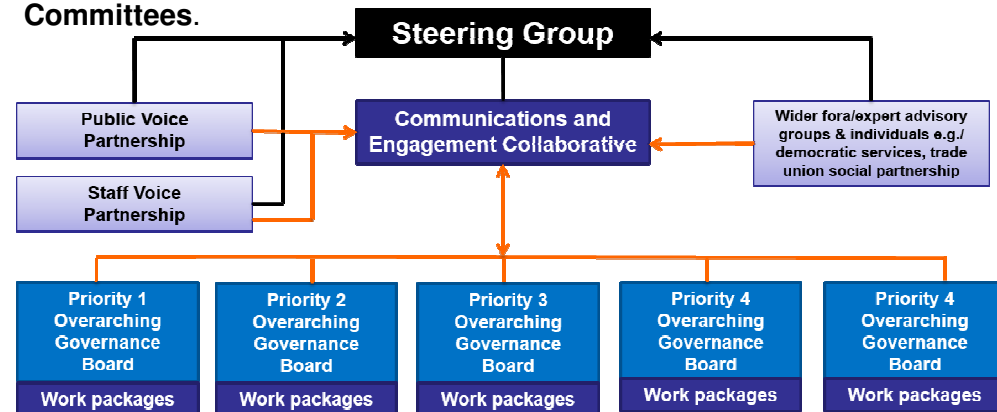 Committees.
Steering Group
Public Voice
Partnership
Staff Voice
Partnership
Communications and
Engagement Collaborative
Wider fora/expert advisory
groups & individuals e.g./
democratic services, trade
union social partnership
Priority 1
Overarching
Governance
Board
Work packages
Priority 2
Overarching
Governance
Board
Work packages
Priority 3
Overarching
Governance
Board
Work packages
Priority 4
Overarching
Governance
Board
Work packages
Priority 4
Overarching
Governance
Board
Work packages